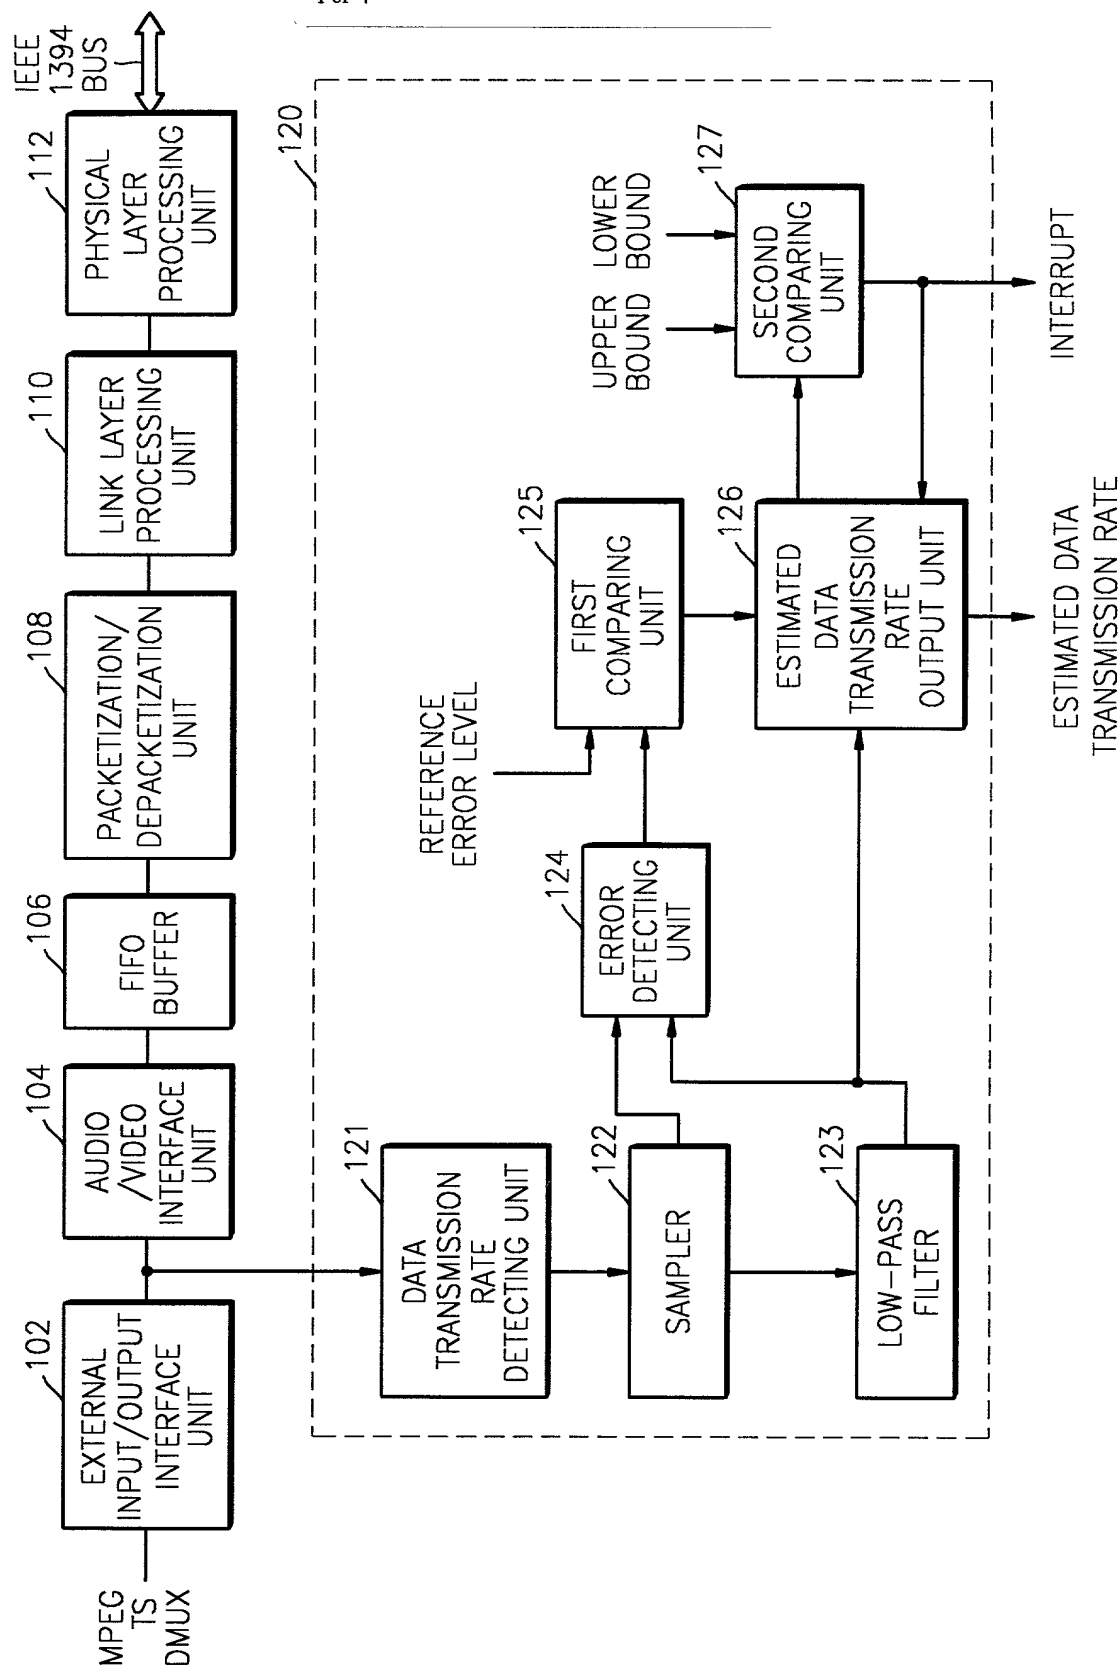 MPEG
TS
DMUX
102
EXTERNAL
INPUT/OUTPUT
INTERFACE
UNIT
104
AUDIO
/VIDEO
INTERFACE
UNIT
106
FIFO
BUFFER
108
PACKETIZATION/
DEPACKETIZATION
UNIT
110
LINK LAYER
PROCESSING
UNIT
112
PHYSICAL
LAYER
PROCESSING
UNIT
IEEE
1394
BUS
120
121
DATA
TRANSMISSION
RATE
DETECTING UNIT
122
SAMPLER
123
LOW-PASS
FILTER
124
ERROR
DETECTING
UNIT
REFERENCE
ERROR LEVEL
125
FIRST
COMPARING
UNIT
126
ESTIMATED
DATA
TRANSMISSION
RATE
OUTPUT UNIT
UPPER
BOUND
LOWER
BOUND
127
SECOND
COMPARING
UNIT
ESTIMATED DATA
TRANSMISSION RATE
INTERRUPT